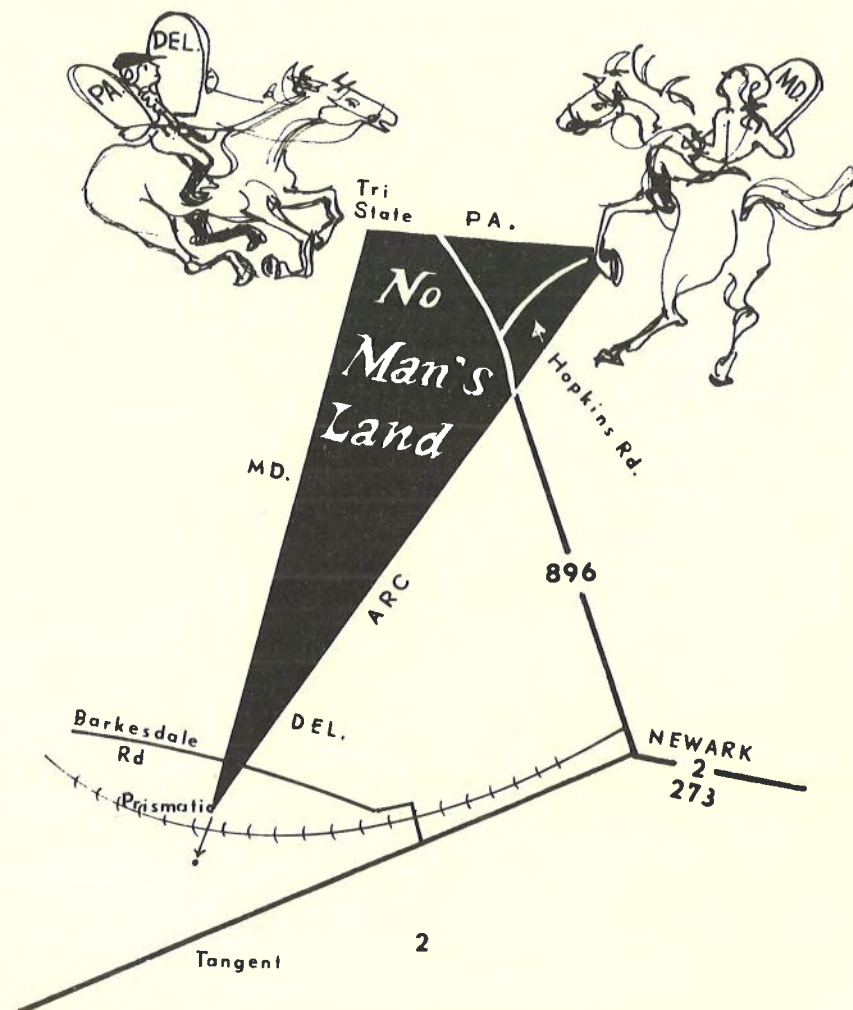 DEL.
PA.
MD.
Tri
State
PA.
No
Man's
Land
Hopkins Rd.
MD.
896
ARC
DEL.
Barkesdale
Rd
NEWARK
2
273
Prismatic
2
Tangent